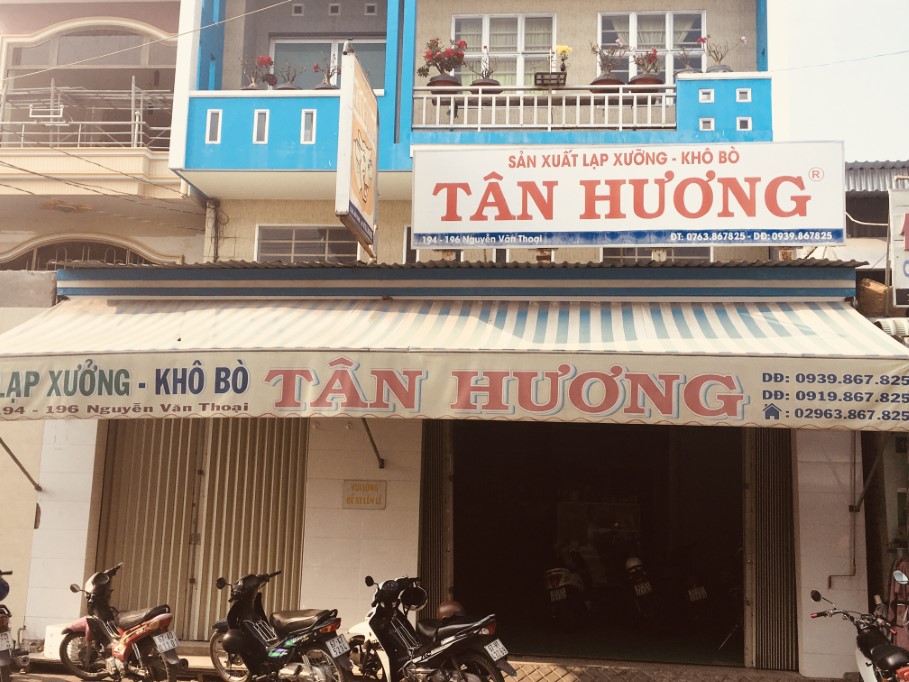 SẢN XUẤT LẠP XƯỞNG - KHÔ BÒ
TÂN HƯƠNG®
194 - 196 Nguyễn Văn Thoại
ĐT: 0763.867825 - DĐ: 0939.867825
LẠP XƯỞNG - KHÔ BÒ
194 - 196 Nguyễn Văn Thoại
TÂN HƯƠNG
DĐ: 0939.867.825
DĐ: 0919.867.825
: 02963.867.825